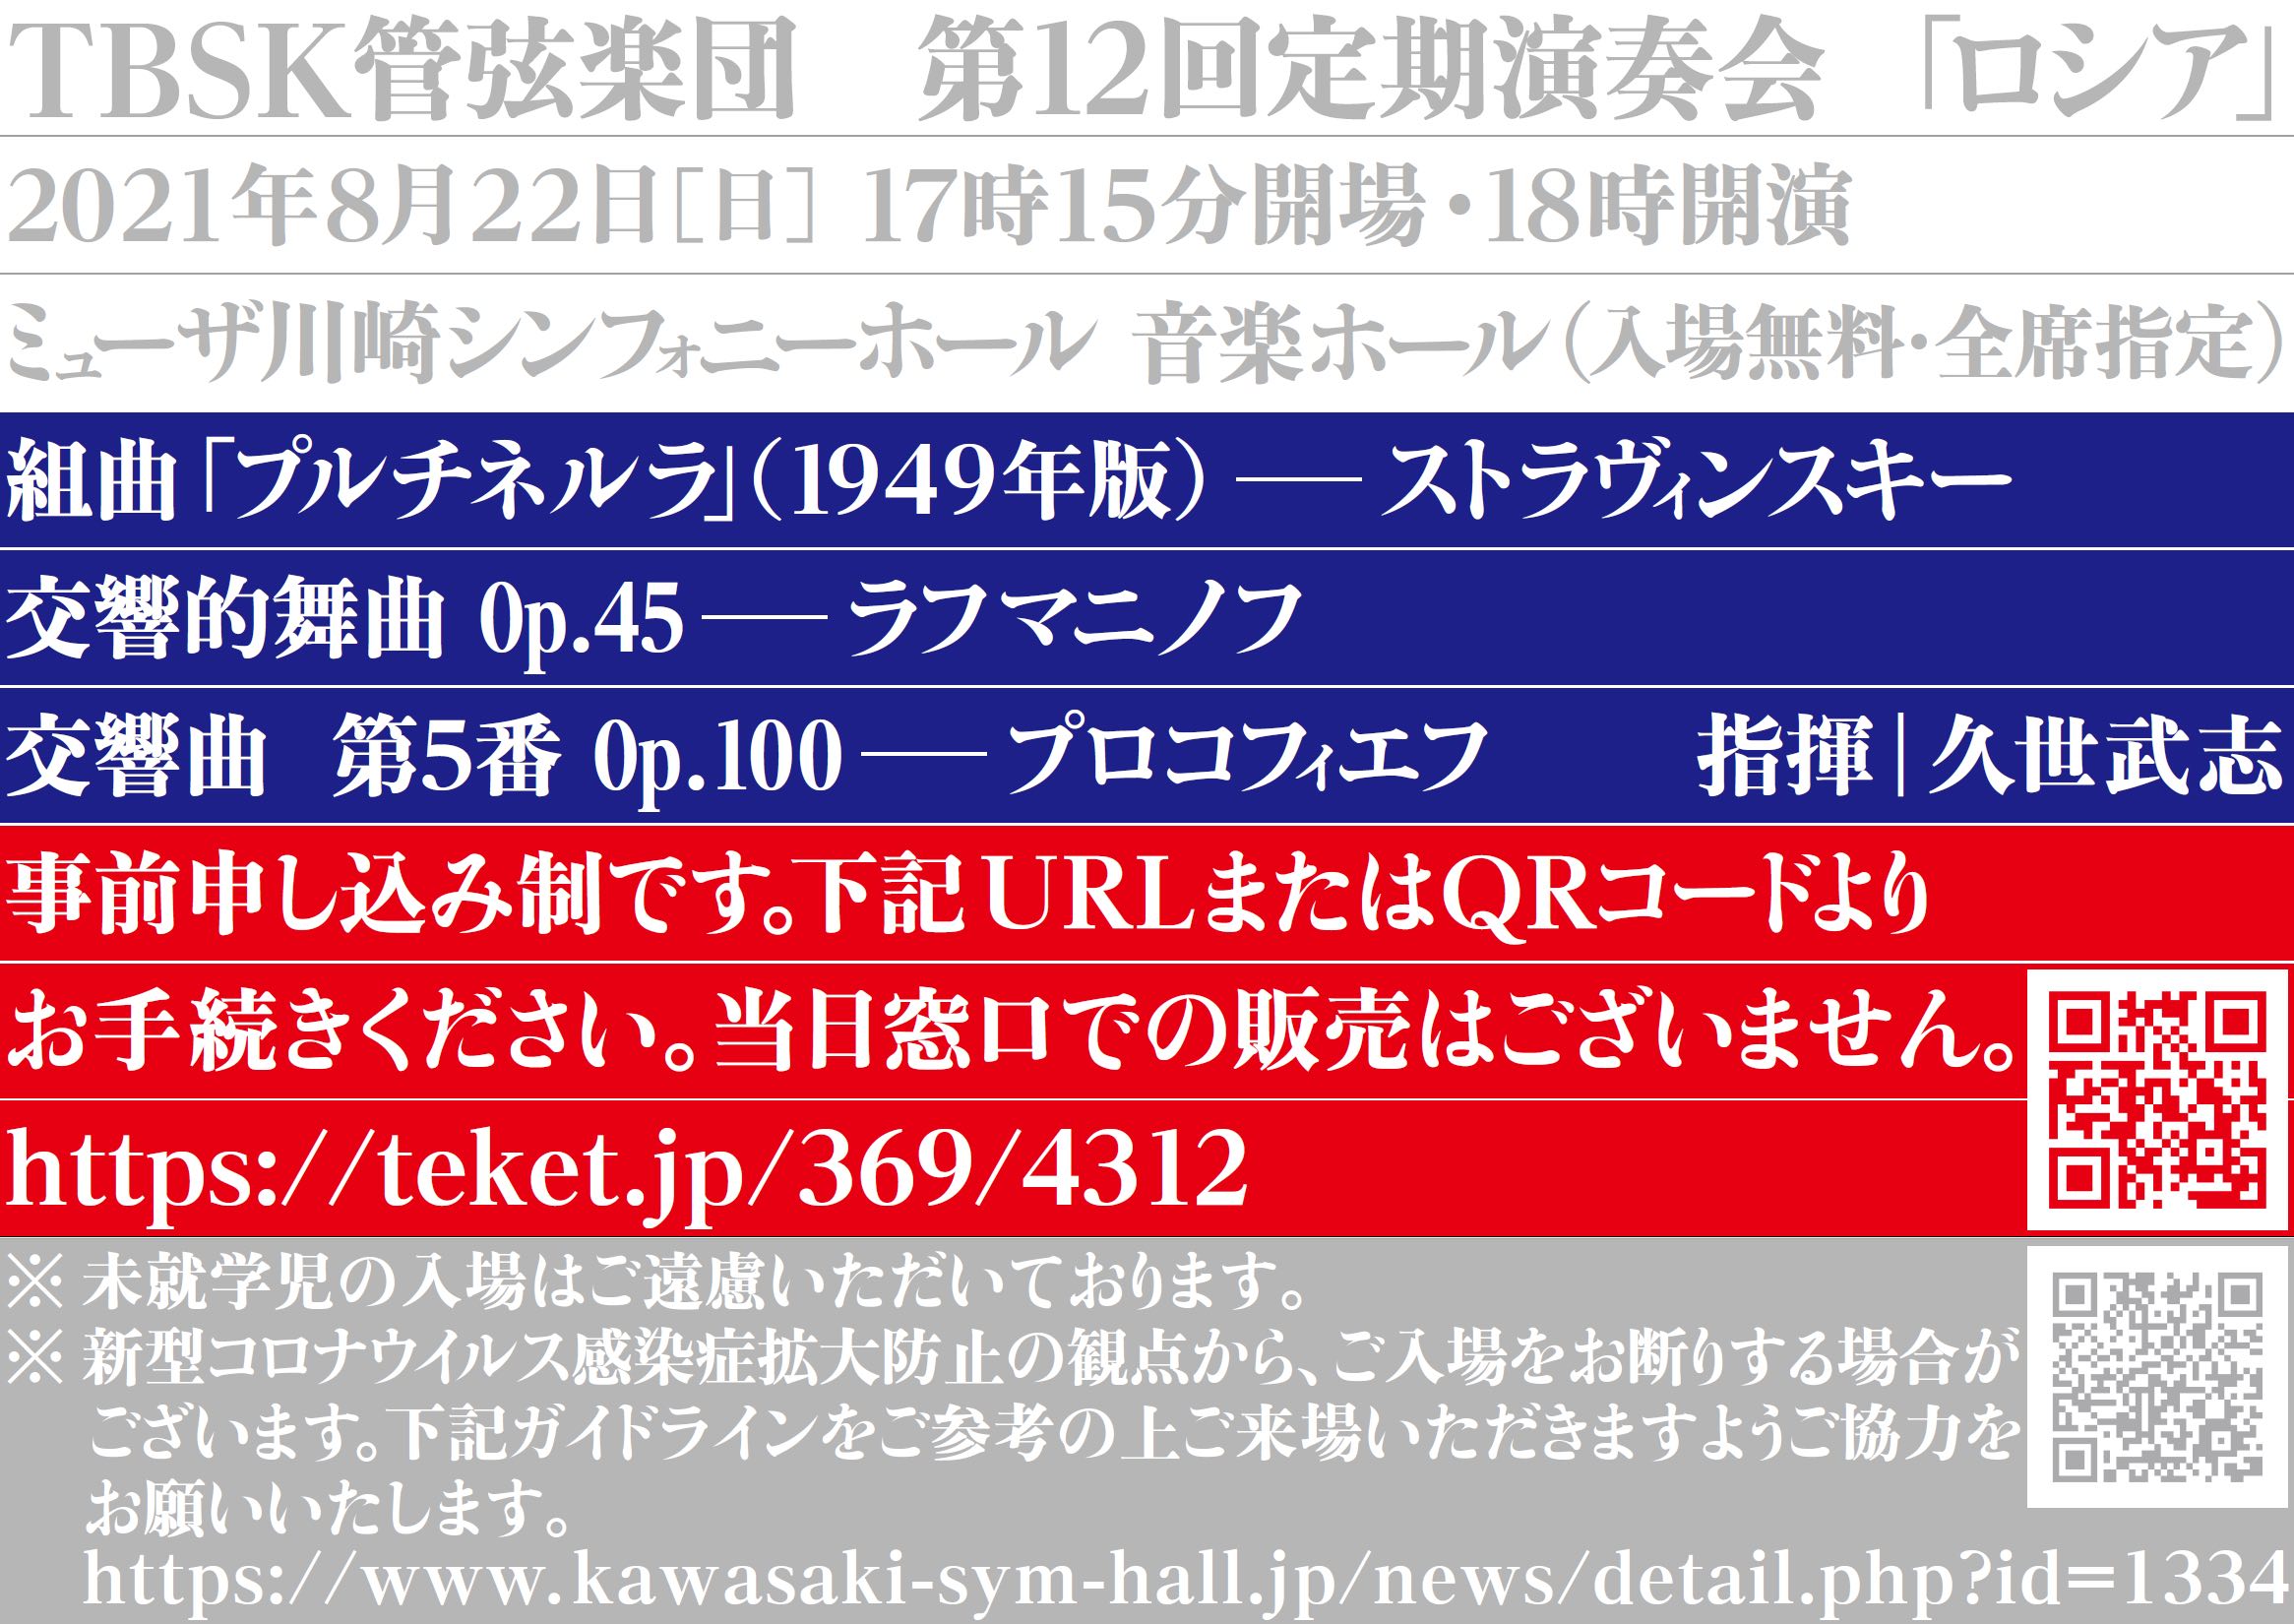 TBSK管弦楽団　第12回定期演奏会　「ロシア」
2021年8月22日［日］ 17時15分開場・18時開演
ミューザ川崎シンフォニーホール 音楽ホール（入場無料・全席指定）
組曲「プルチネルラ」（1949年版）――ストラヴィンスキー
交響的舞曲 Op.45――ラフマニノフ
交響曲 第5番 Op.100――プロコフィエフ　指揮｜久世武志
事前申し込み制です。下記URLまたはQRコードより
お手続きください。当日窓口での販売はございません。
https://teket.jp/369/4312
※ 未就学児の入場はご遠慮いただいております。
※ 新型コロナウイルス感染症拡大防止の観点から、ご入場をお断りする場合が
ございます。下記ガイドラインをご参考の上ご来場いただきますようご協力を
お願いいたします。
https://www.kawasaki-sym-hall.jp/news/detail.php?id=1334